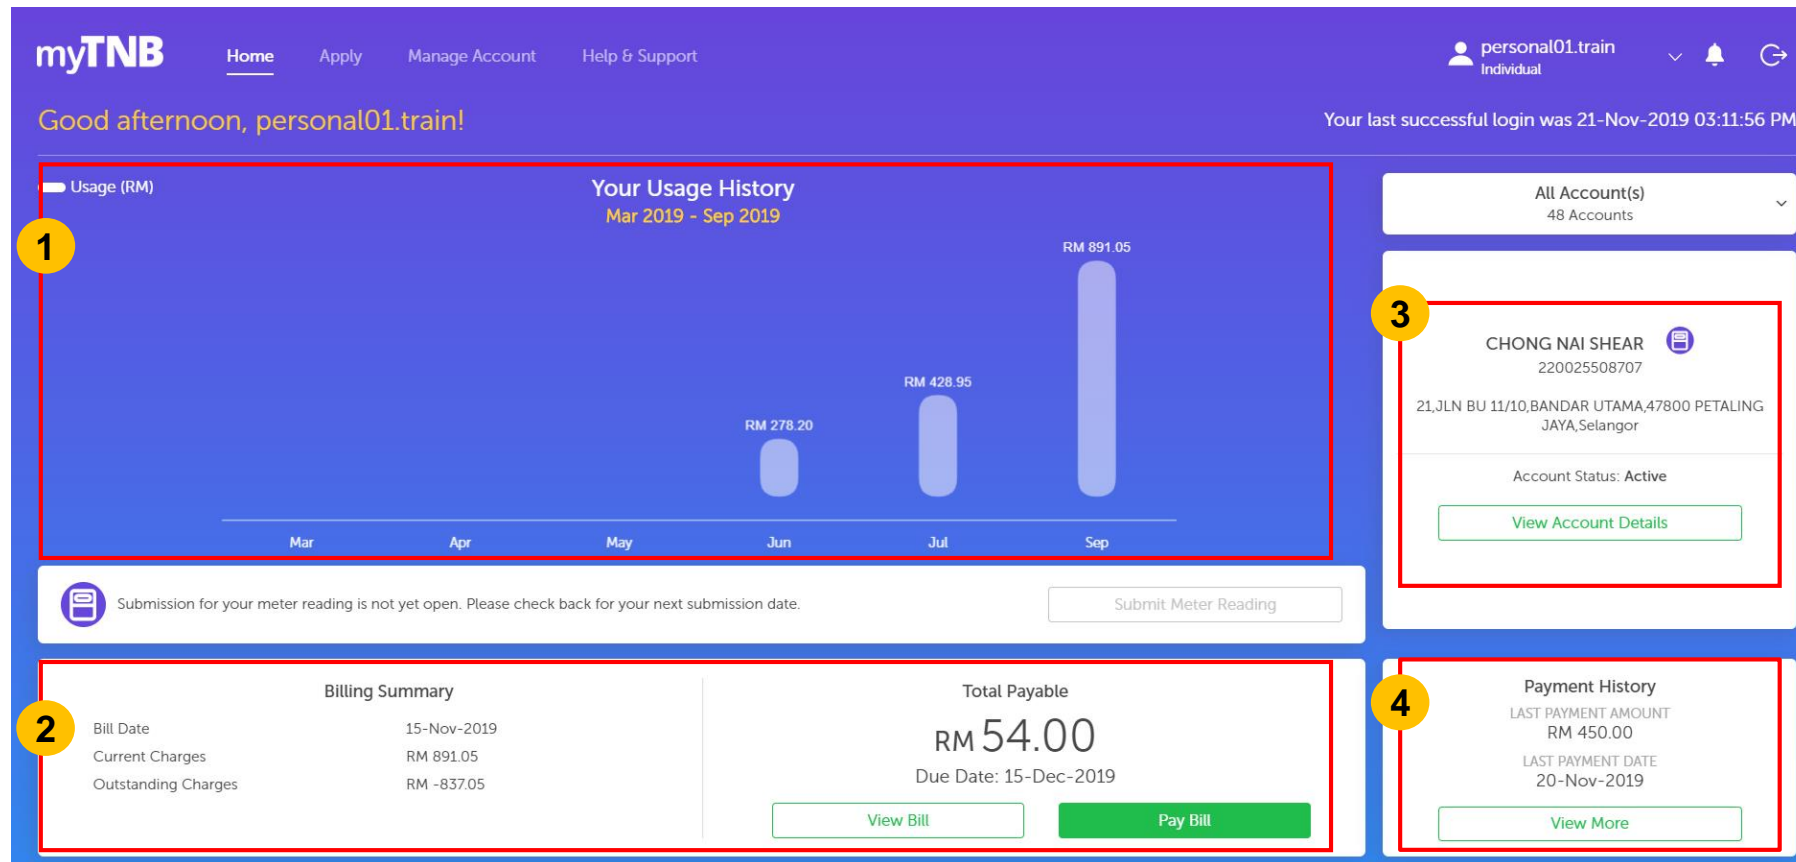 myTNB
Home
Apply
Manage Account
Help & Support
personal01.train
Individual
Good afternoon, personal01.train!
Your last successful login was 21-Nov-2019 03:11:56 PM
1
Usage (RM)
Your Usage History
Mar 2019 - Sep 2019
RM 278.20
RM 428.95
RM 891.05
Mar
Apr
May
Jun
Jul
Sep
All Account(s)
48 Accounts
3
CHONG NAI SHEAR
220025508707
21,JLN BU 11/10,BANDAR UTAMA,47800 PETALING
JAYA,Selangor
Account Status: Active
View Account Details
Submission for your meter reading is not yet open. Please check back for your next submission date.
Submit Meter Reading
2
Billing Summary
Bill Date
15-Nov-2019
Current Charges
RM 891.05
Outstanding Charges
RM -837.05
Total Payable
RM 54.00
Due Date: 15-Dec-2019
View Bill
Pay Bill
4
Payment History
LAST PAYMENT AMOUNT
RM 450.00
LAST PAYMENT DATE
20-Nov-2019
View More